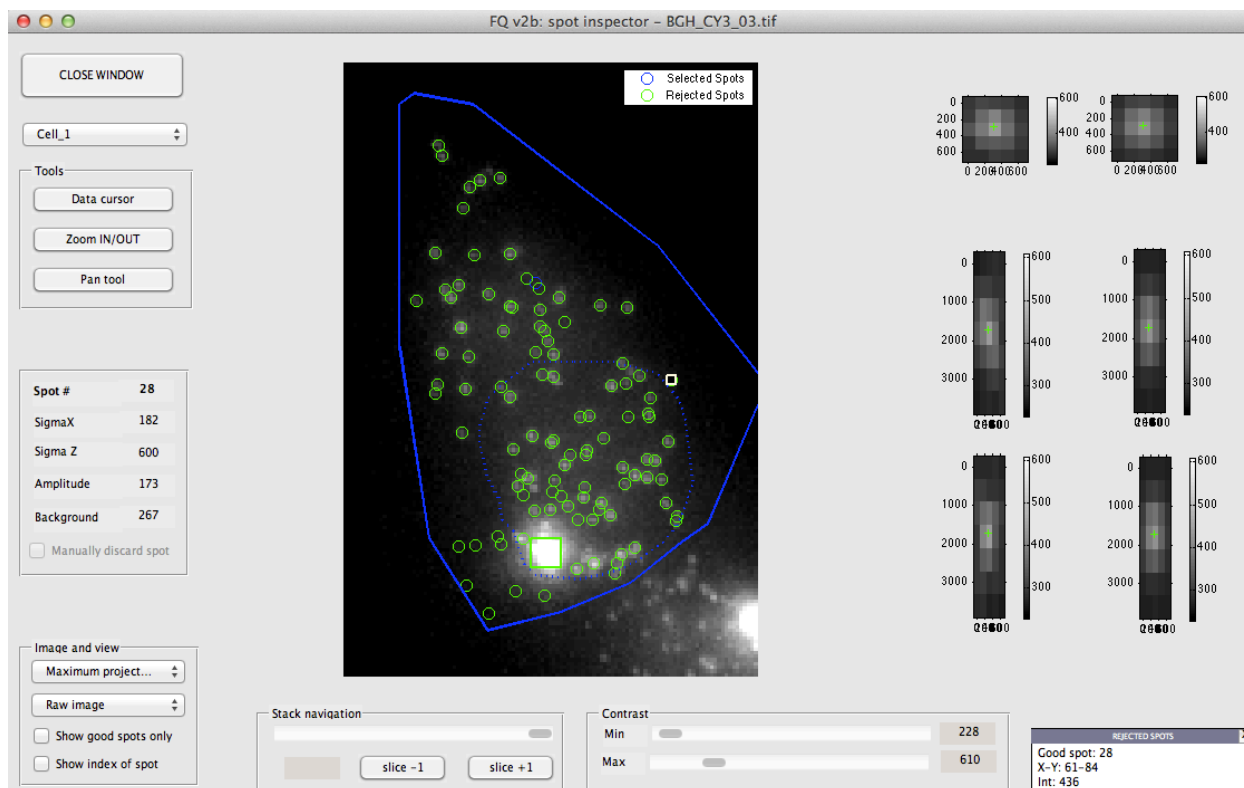 FQ v2b: spot inspector – BGH_CY3_03.tif
CLOSE WINDOW
Cell_1
Tools
Data cursor
Zoom IN/OUT
Pan tool
Spot # 28
SigmaX 182
Sigma Z 600
Amplitude 173
Background 267
Manually discard spot
Image and view
Maximum project...
Raw image
Show good spots only
Show index of spot
Selected Spots
Rejected Spots
Stack navigation
slice –1 slice +1
Contrast
Min 228
Max 610
0
200
400
600
600
400
0
200
400
600
600
400
0
1000
2000
3000
600
500
400
300
0
1000
2000
3000
600
500
400
300
0
1000
2000
3000
600
500
400
300
0
1000
2000
3000
600
500
400
300
REJECTED SPOTS
Good spot: 28
X–Y: 61–84
Int: 436